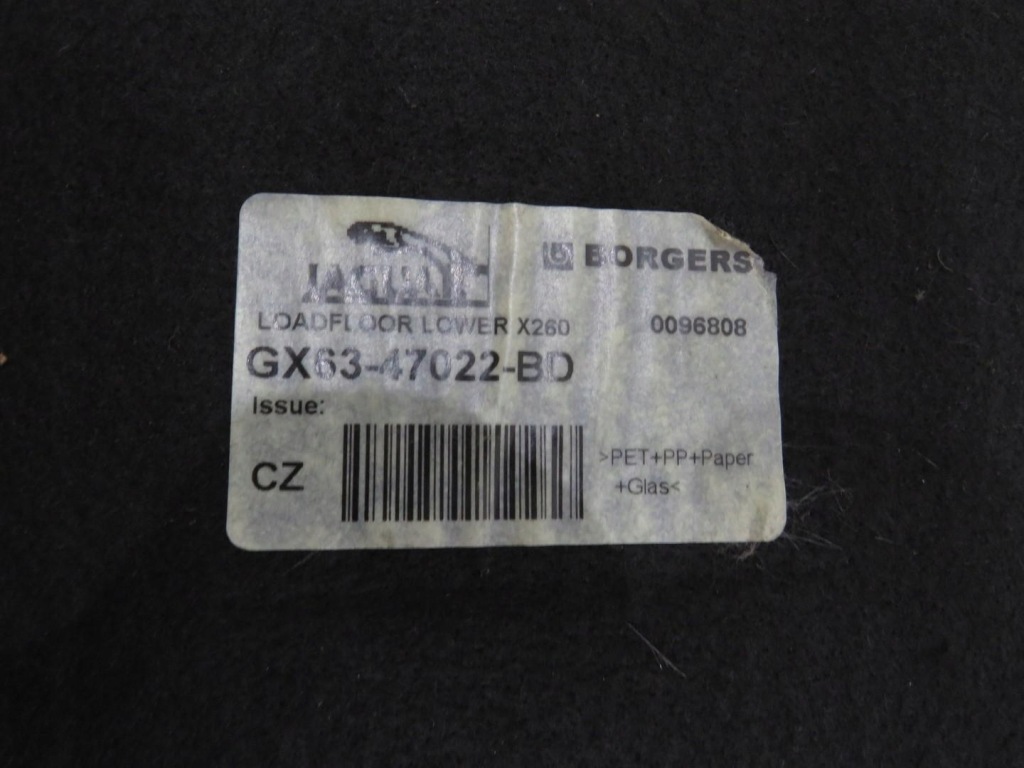 JAGUAR
BORGERS
LOADFLOOR LOWER X260
0096808
GX63-47022-BD
Issue:
CZ
>PET+PP+Paper
+Glas<